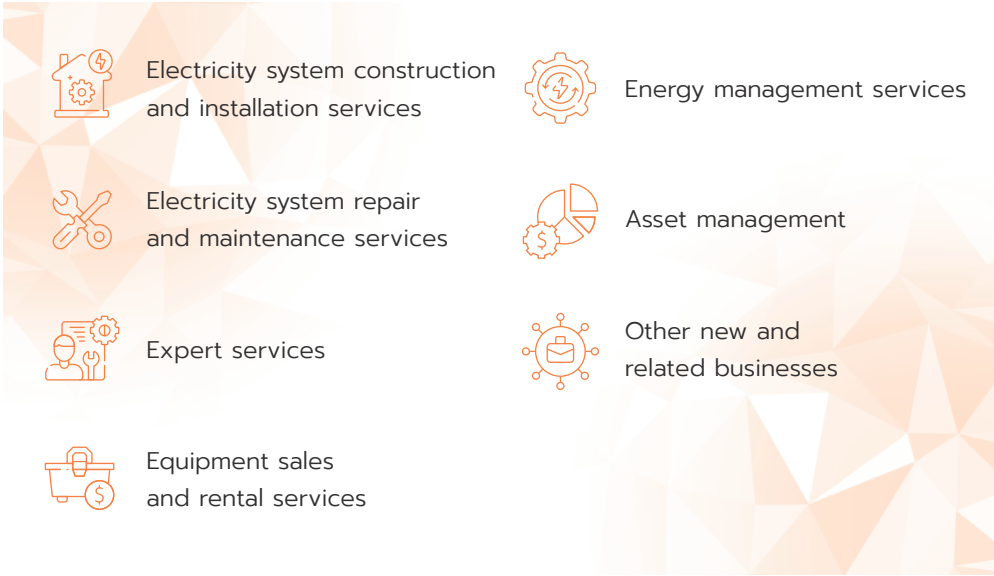 Electricity system construction
and installation services
Electricity system repair
and maintenance services
Expert services
Equipment sales
and rental services
Energy management services
Asset management
Other new and
related businesses